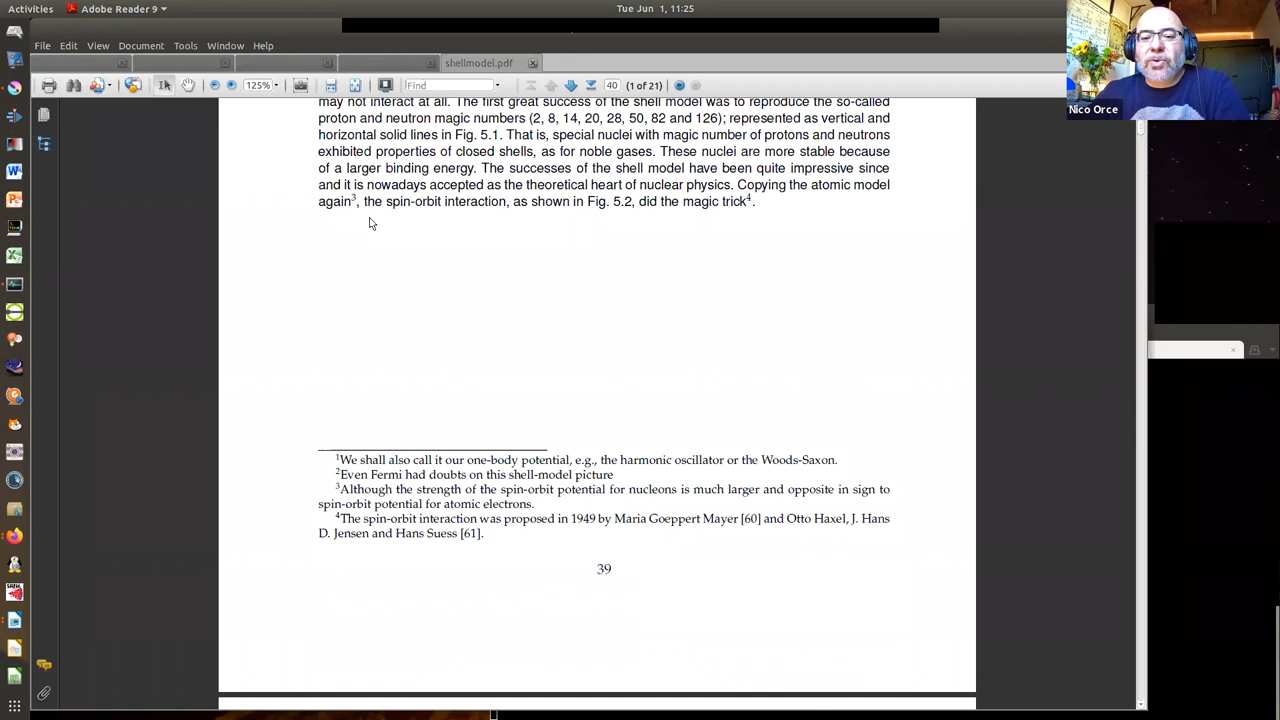 Activities
Adobe Reader 9
Tue Jun 1, 11:25
File Edit View Document Tools Window Help
shellmodel.pdf
125%
Find
40 (1 of 21)
Nico Orce
may not interact at all. The first great success of the shell model was to reproduce the so-called
proton and neutron magic numbers (2, 8, 14, 20, 28, 50, 82 and 126); represented as vertical and
horizontal solid lines in Fig. 5.1. That is, special nuclei with magic number of protons and neutrons
exhibited properties of closed shells, as for noble gases. These nuclei are more stable because
of a larger binding energy. The successes of the shell model have been quite impressive since
and it is nowadays accepted as the theoretical heart of nuclear physics. Copying the atomic model
again³, the spin-orbit interaction, as shown in Fig. 5.2, did the magic trick⁴.
¹We shall also call it our one-body potential, e.g., the harmonic oscillator or the Woods-Saxon.
²Even Fermi had doubts on this shell-model picture
³Although the strength of the spin-orbit potential for nucleons is much larger and opposite in sign to
spin-orbit potential for atomic electrons.
⁴The spin-orbit interaction was proposed in 1949 by Maria Goeppert Mayer [60] and Otto Haxel, J. Hans
D. Jensen and Hans Suess [61].
39